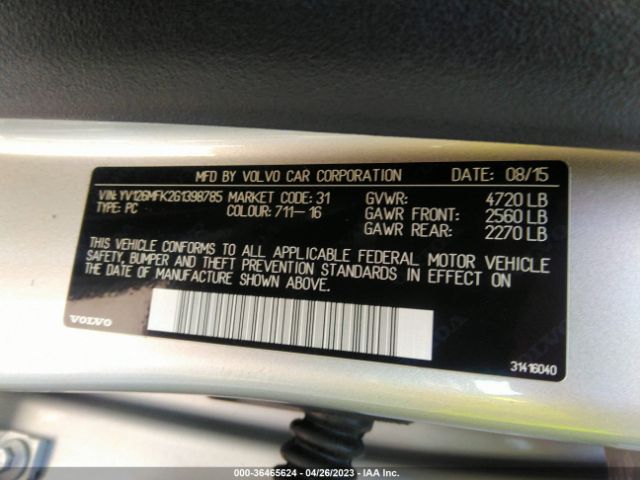 MFD BY VOLVO CAR CORPORATION DATE: 08/15
VIN: YV126MFK2G1398785 MARKET CODE: 31 GVWR: 4720 LB
TYPE: PC COLOUR: 711-16 GAWR FRONT: 2560 LB
GAWR REAR: 2270 LB
THIS VEHICLE CONFORMS TO ALL APPLICABLE FEDERAL MOTOR VEHICLE
SAFETY, BUMPER AND THEFT PREVENTION STANDARDS IN EFFECT ON
THE DATE OF MANUFACTURE SHOWN ABOVE.
VOLVO
31416040
000-36465624 - 04/26/2023 - IAA Inc.